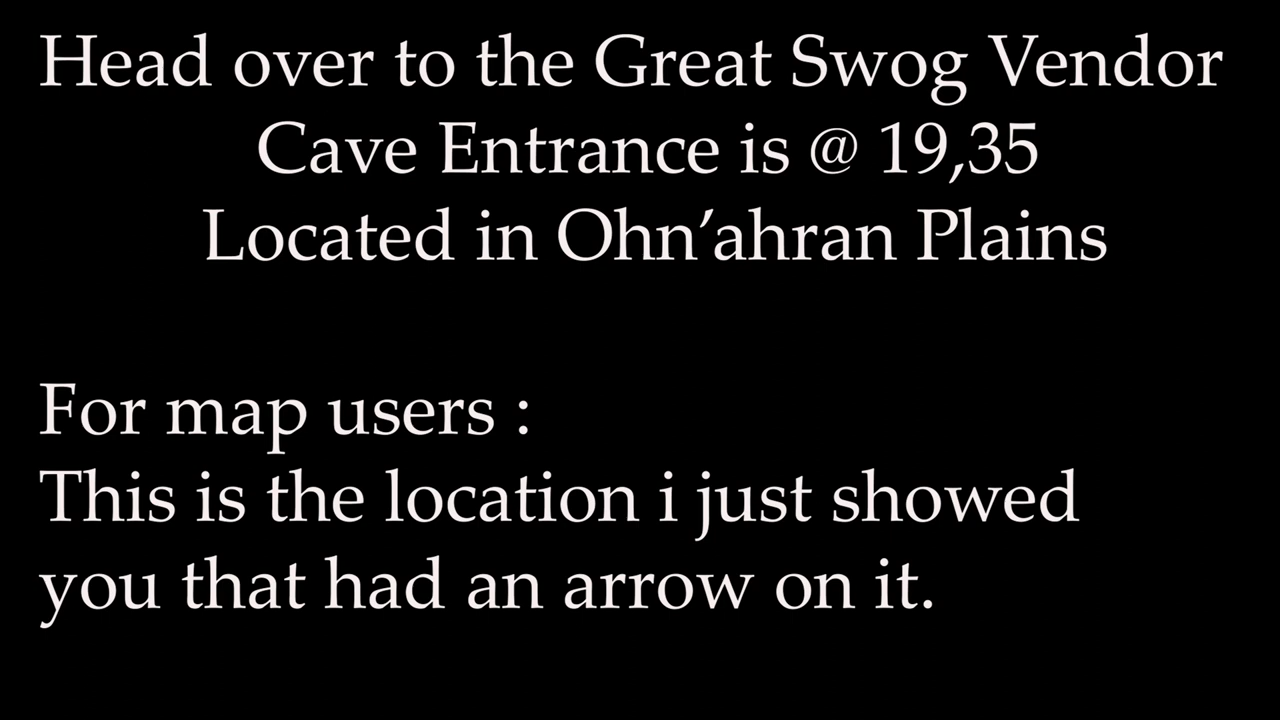 Head over to the Great Swog Vendor
Cave Entrance is @ 19,35
Located in Ohn’ahran Plains
For map users :
This is the location i just showed
you that had an arrow on it.